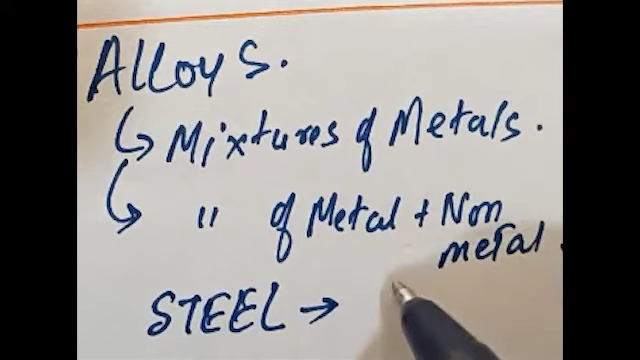 Alloys.
↳ Mixtures of Metals.
↳ " of Metal + Non
metal.
STEEL →